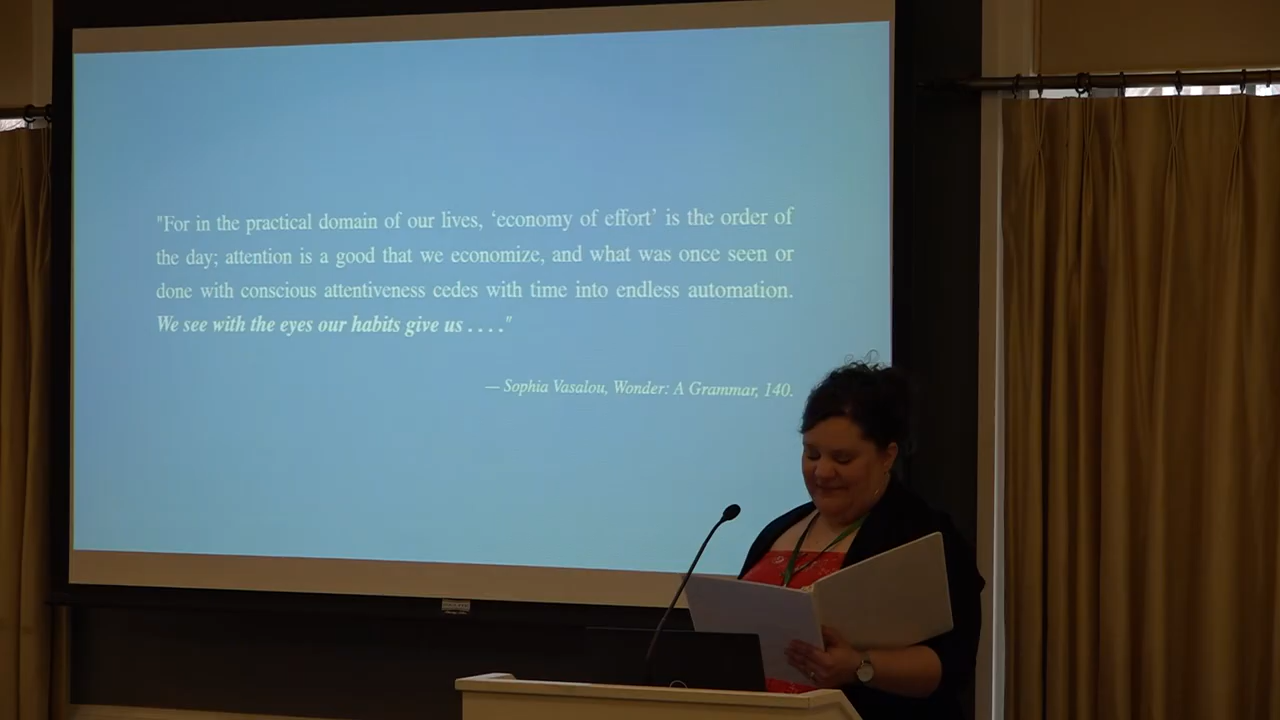 "For in the practical domain of our lives, ‘economy of effort’ is the order of
the day; attention is a good that we economize, and what was once seen or
done with conscious attentiveness cedes with time into endless automation.
We see with the eyes our habits give us . . . ."
— Sophia Vasalou, Wonder: A Grammar, 140.